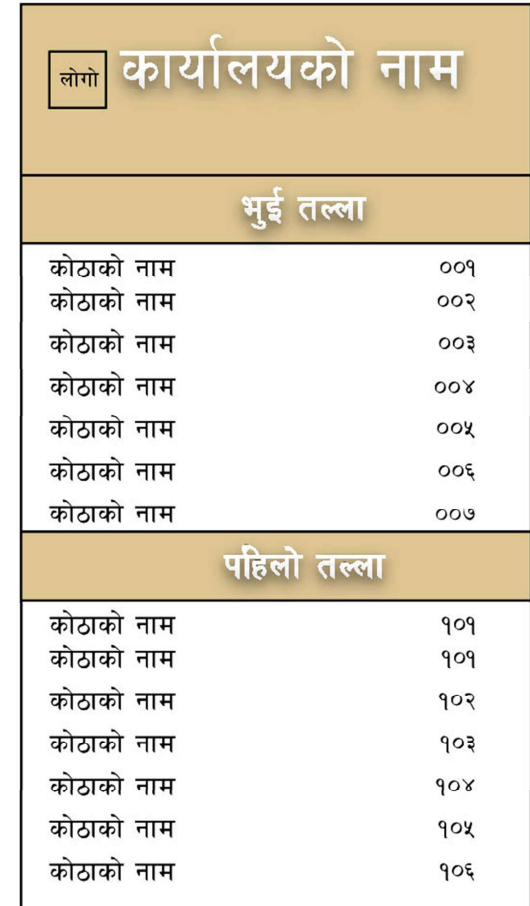 लोगो
कार्यालयको नाम
भुई तल्ला
कोठाको नाम ००१
कोठाको नाम ००२
कोठाको नाम ००३
कोठाको नाम ००४
कोठाको नाम ००५
कोठाको नाम ००६
कोठाको नाम ००७
पहिलो तल्ला
कोठाको नाम १०१
कोठाको नाम १०१
कोठाको नाम १०२
कोठाको नाम १०३
कोठाको नाम १०४
कोठाको नाम १०५
कोठाको नाम १०६